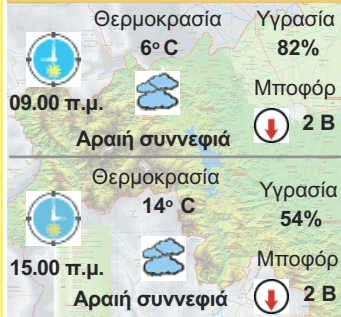 Θερμοκρασία Υγρασία
6ο C 82%
09.00 π.μ. Μποφόρ
Αραιή συννεφιά 2 Β
Θερμοκρασία Υγρασία
14ο C 54%
15.00 π.μ. Μποφόρ
Αραιή συννεφιά 2 Β